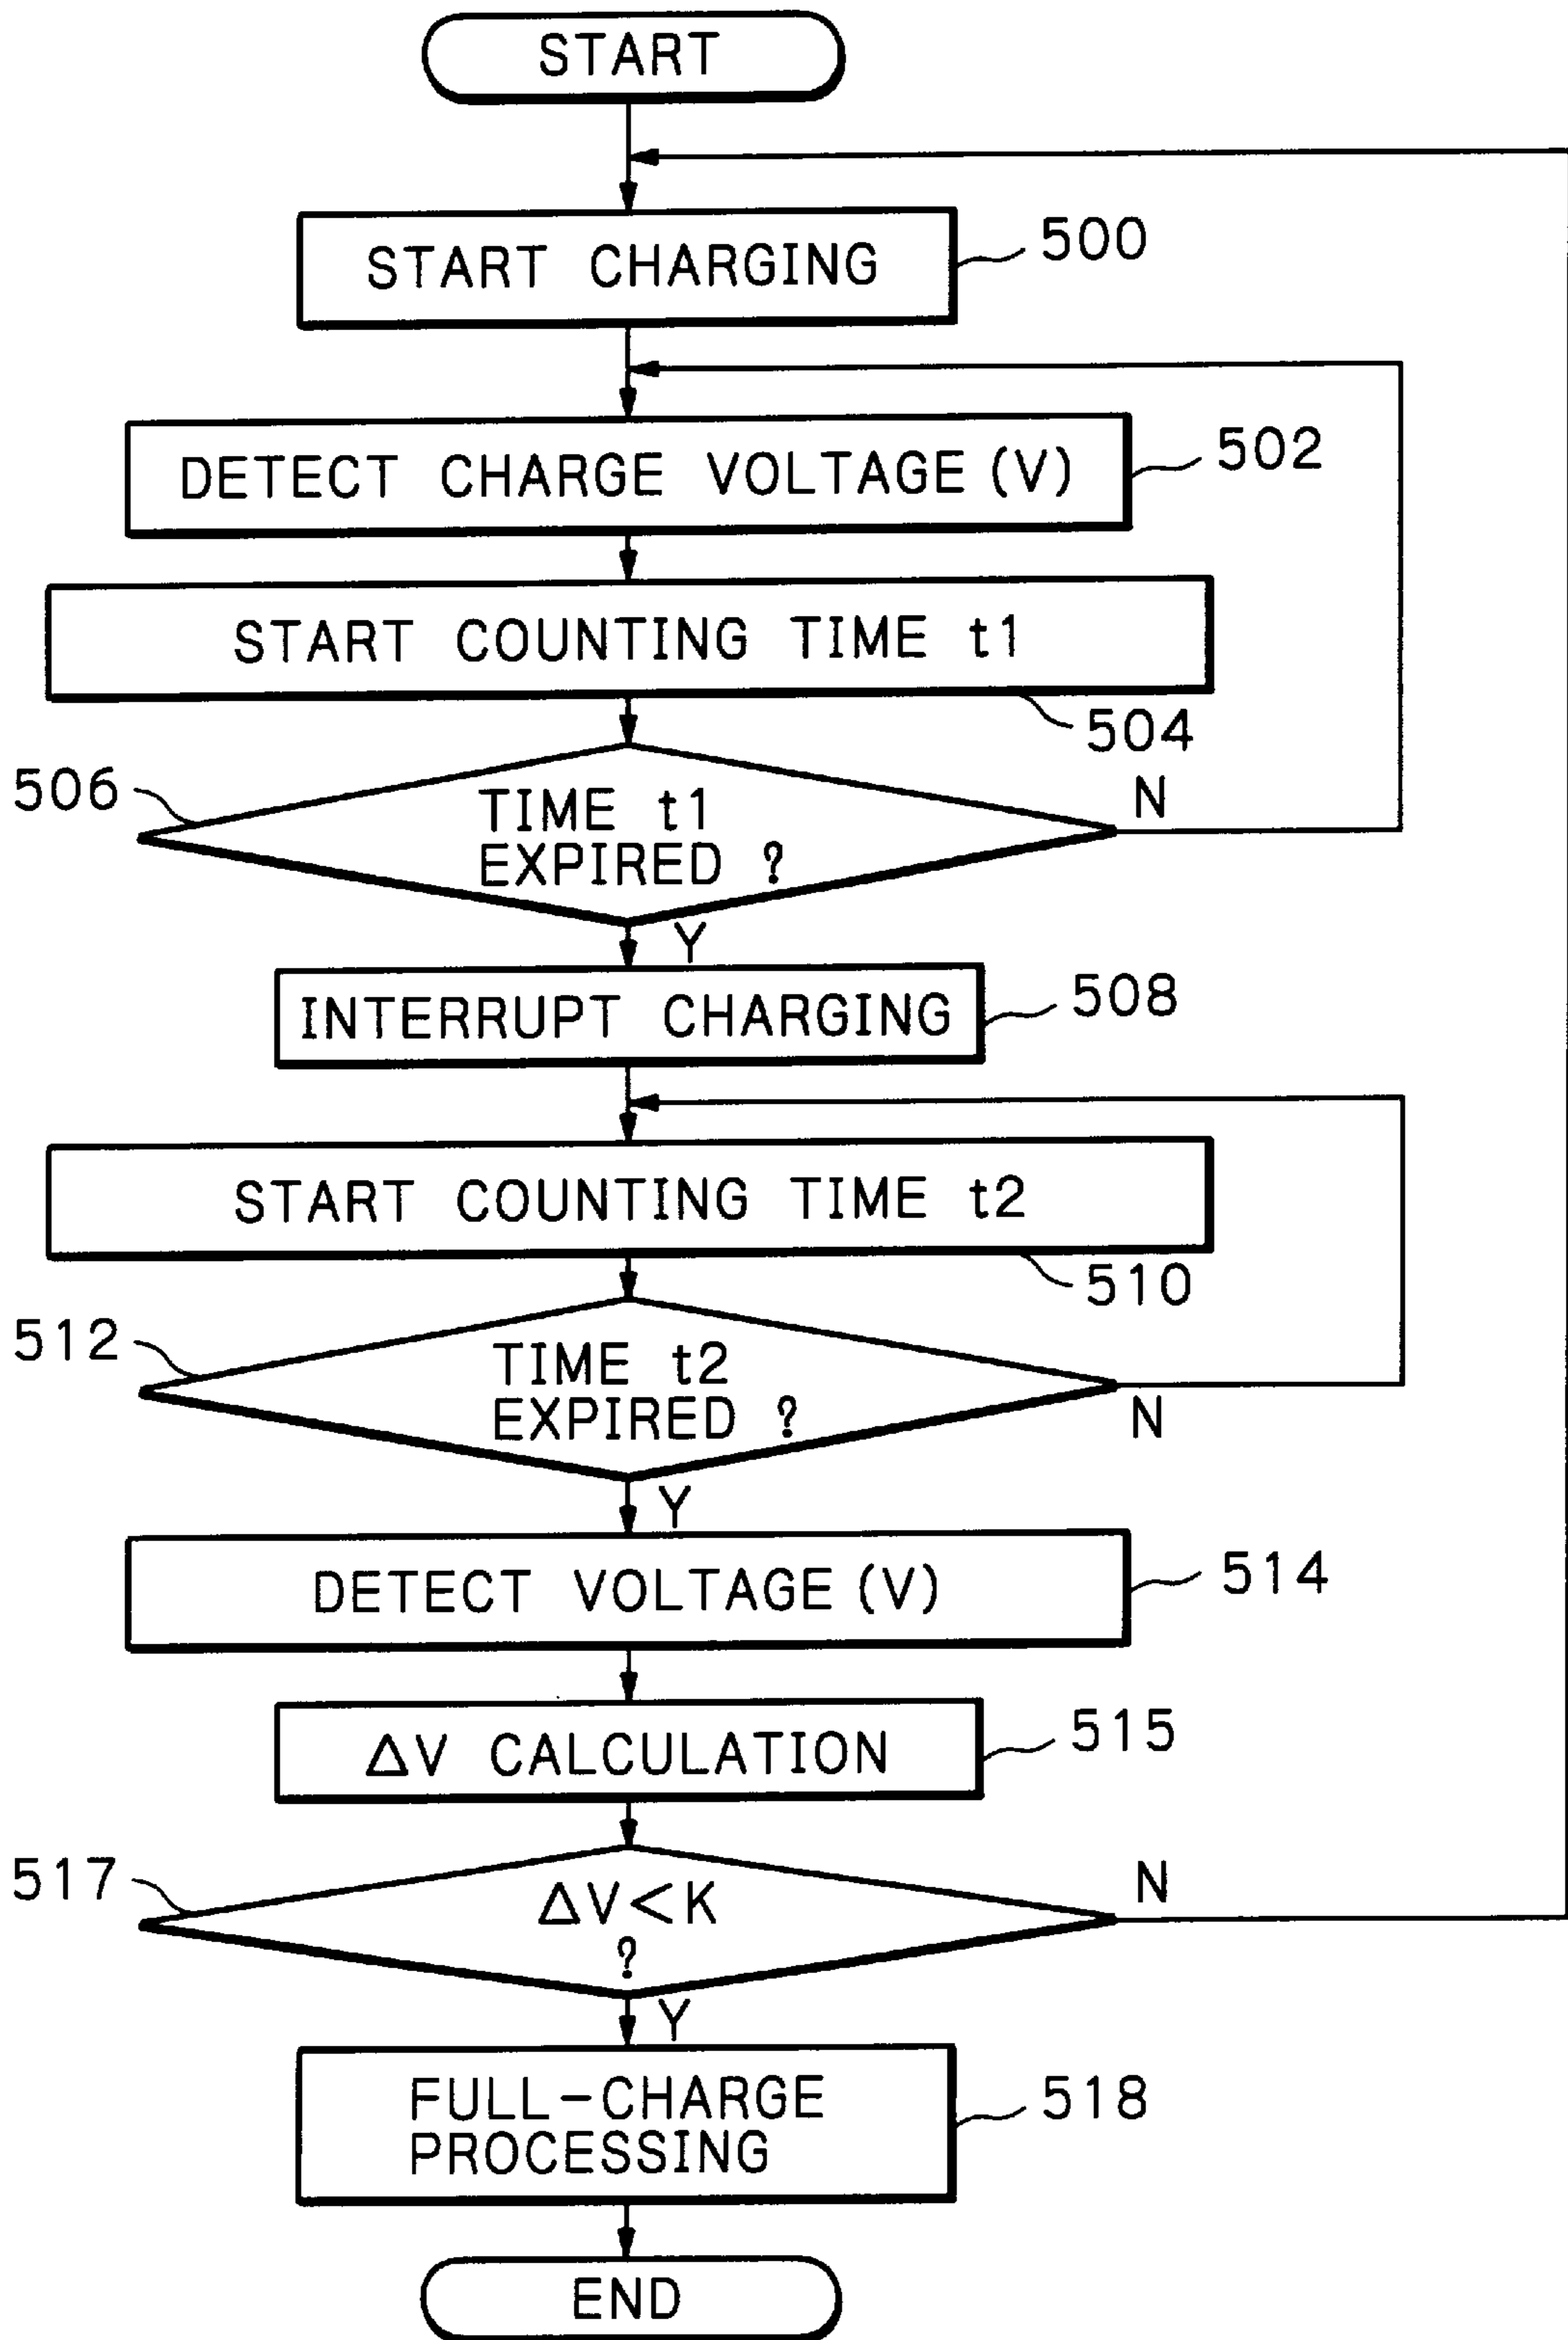 START
START CHARGING
500
DETECT CHARGE VOLTAGE (V)
502
START COUNTING TIME t1
504
506
TIME t1
EXPIRED ?
N
Y
INTERRUPT CHARGING
508
START COUNTING TIME t2
510
512
TIME t2
EXPIRED ?
N
Y
DETECT VOLTAGE (V)
514
ΔV CALCULATION
515
517
ΔV<K
?
N
Y
FULL-CHARGE
PROCESSING
518
END